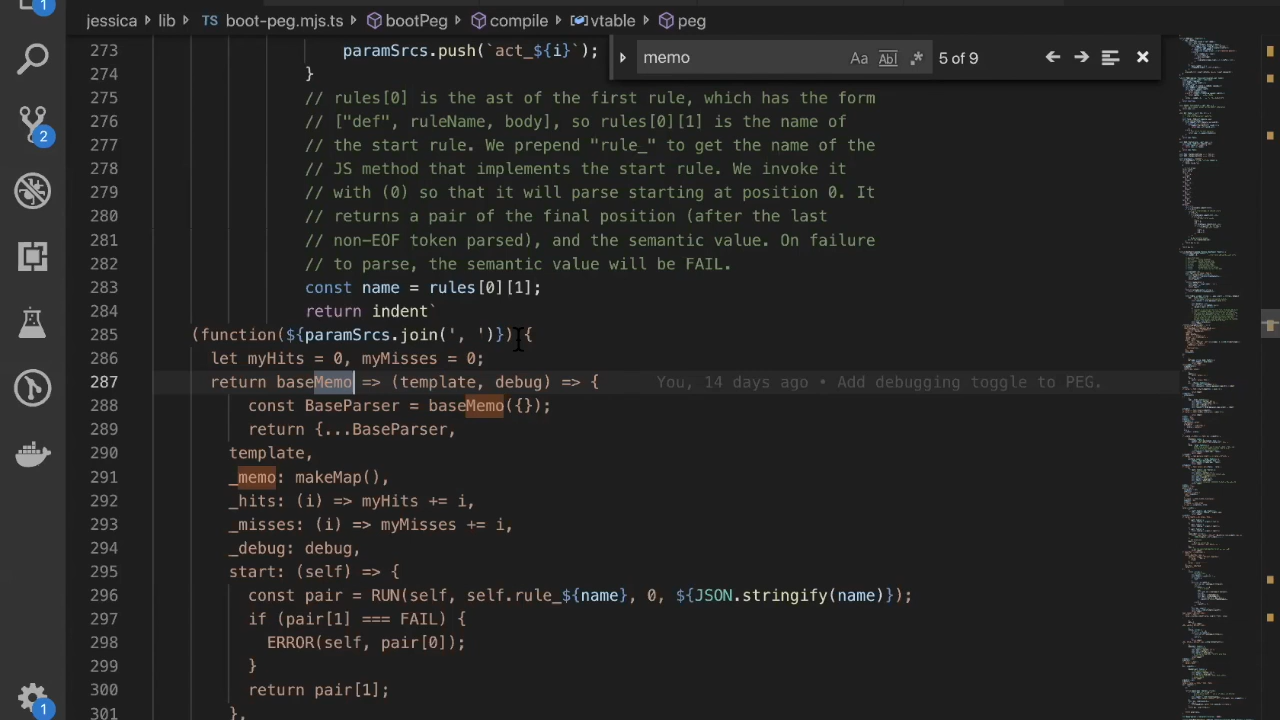 1
jessica › lib › TS boot-peg.mjs.ts › bootPeg › compile › vtable › peg
memo Aa Abl .* 5 of 9
273 paramSrcs.push(`act_${i}`);
274 }
275 // rules[0] is the AST of the first rule, which has the form
276 // ["def", ruleName, body], so rules[0][1] is the name of
277 // the start rule. We prepend "rule_" to get the name of the
278 // JS method that implements the start rule. We invoke it
279 // with (0) so that it will parse starting at position 0. It
280 // returns a pair of the final position (after the last
281 // non-EOF token parsed), and the semantic value. On failure
282 // to parse, the semantic value will be FAIL.
283 const name = rules[0][1];
284 return indent`
285 (function(${paramSrcs.join(', ')}) {
286 let myHits = 0, myMisses = 0;
287 return baseMemo => (template, debug) => { You, 14 days ago • Add debugging toggle to PEG.
288 const BaseParser = baseMemo({});
289 return {...BaseParser,
290 template,
291 _memo: makeMap(),
292 _hits: (i) => myHits += i,
293 _misses: (i) => myMisses += i,
294 _debug: debug,
295 start: (self) => {
296 const pair = RUN(self, self.rule_${name}, 0, ${JSON.stringify(name)});
297 if (pair[1] === FAIL) {
298 ERROR(self, pair[0]);
299 }
300 return pair[1];
301 },
2
1